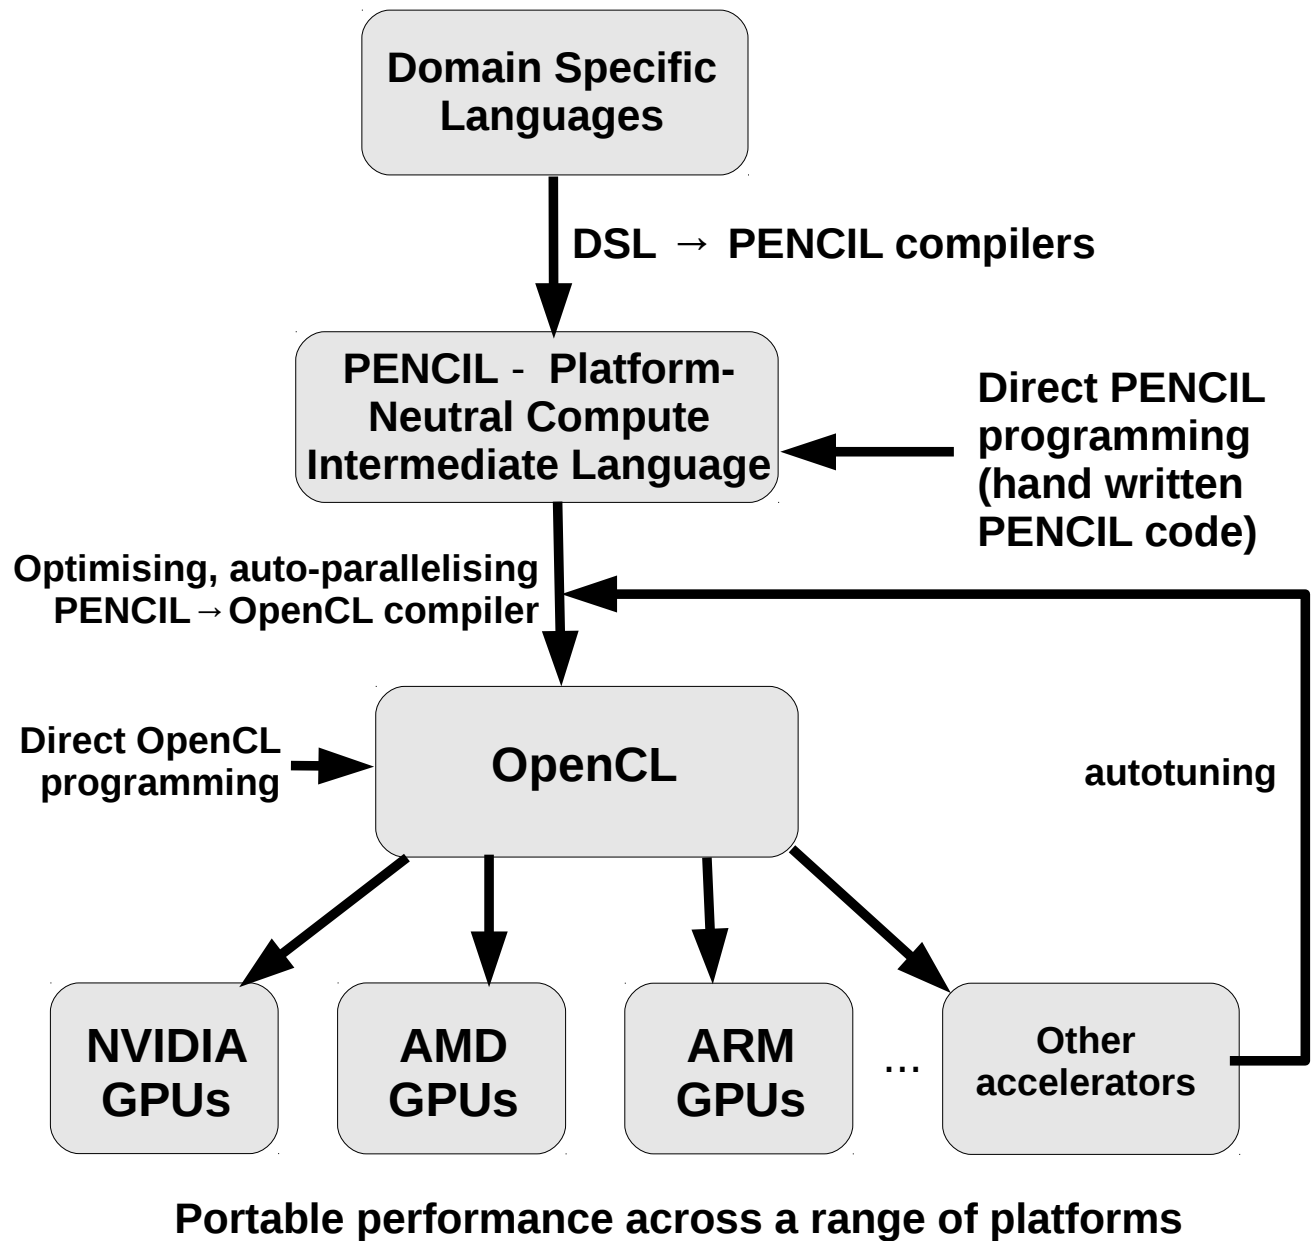 Domain Specific
Languages
DSL → PENCIL compilers
PENCIL - Platform-
Neutral Compute
Intermediate Language
Direct PENCIL
programming
(hand written
PENCIL code)
Optimising, auto-parallelising
PENCIL→OpenCL compiler
Direct OpenCL
programming
OpenCL
autotuning
NVIDIA
GPUs
AMD
GPUs
ARM
GPUs
...
Other
accelerators
Portable performance across a range of platforms